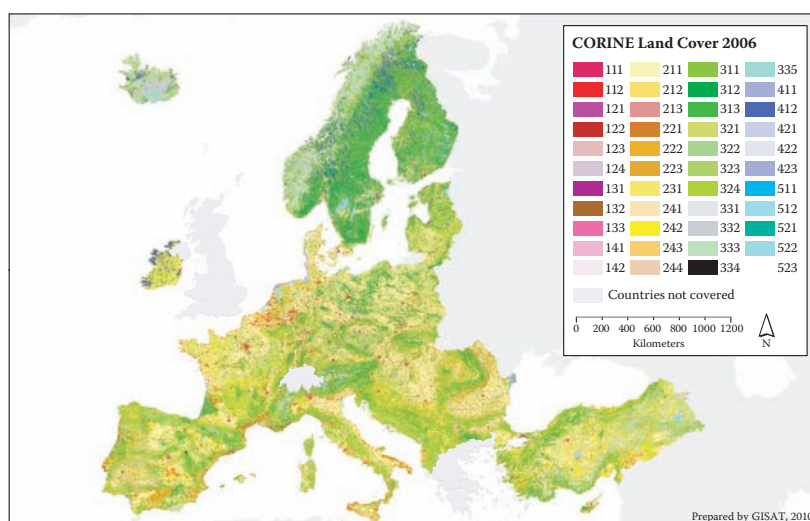 CORINE Land Cover 2006
111 211 311 335
112 212 312 411
121 213 313 412
122 221 321 421
123 222 322 422
124 223 323 423
131 231 324 511
132 241 331 512
133 242 332 521
141 243 333 522
142 244 334 523
Countries not covered
0 200 400 600 800 1000 1200
Kilometers
N
Prepared by GISAT, 2010